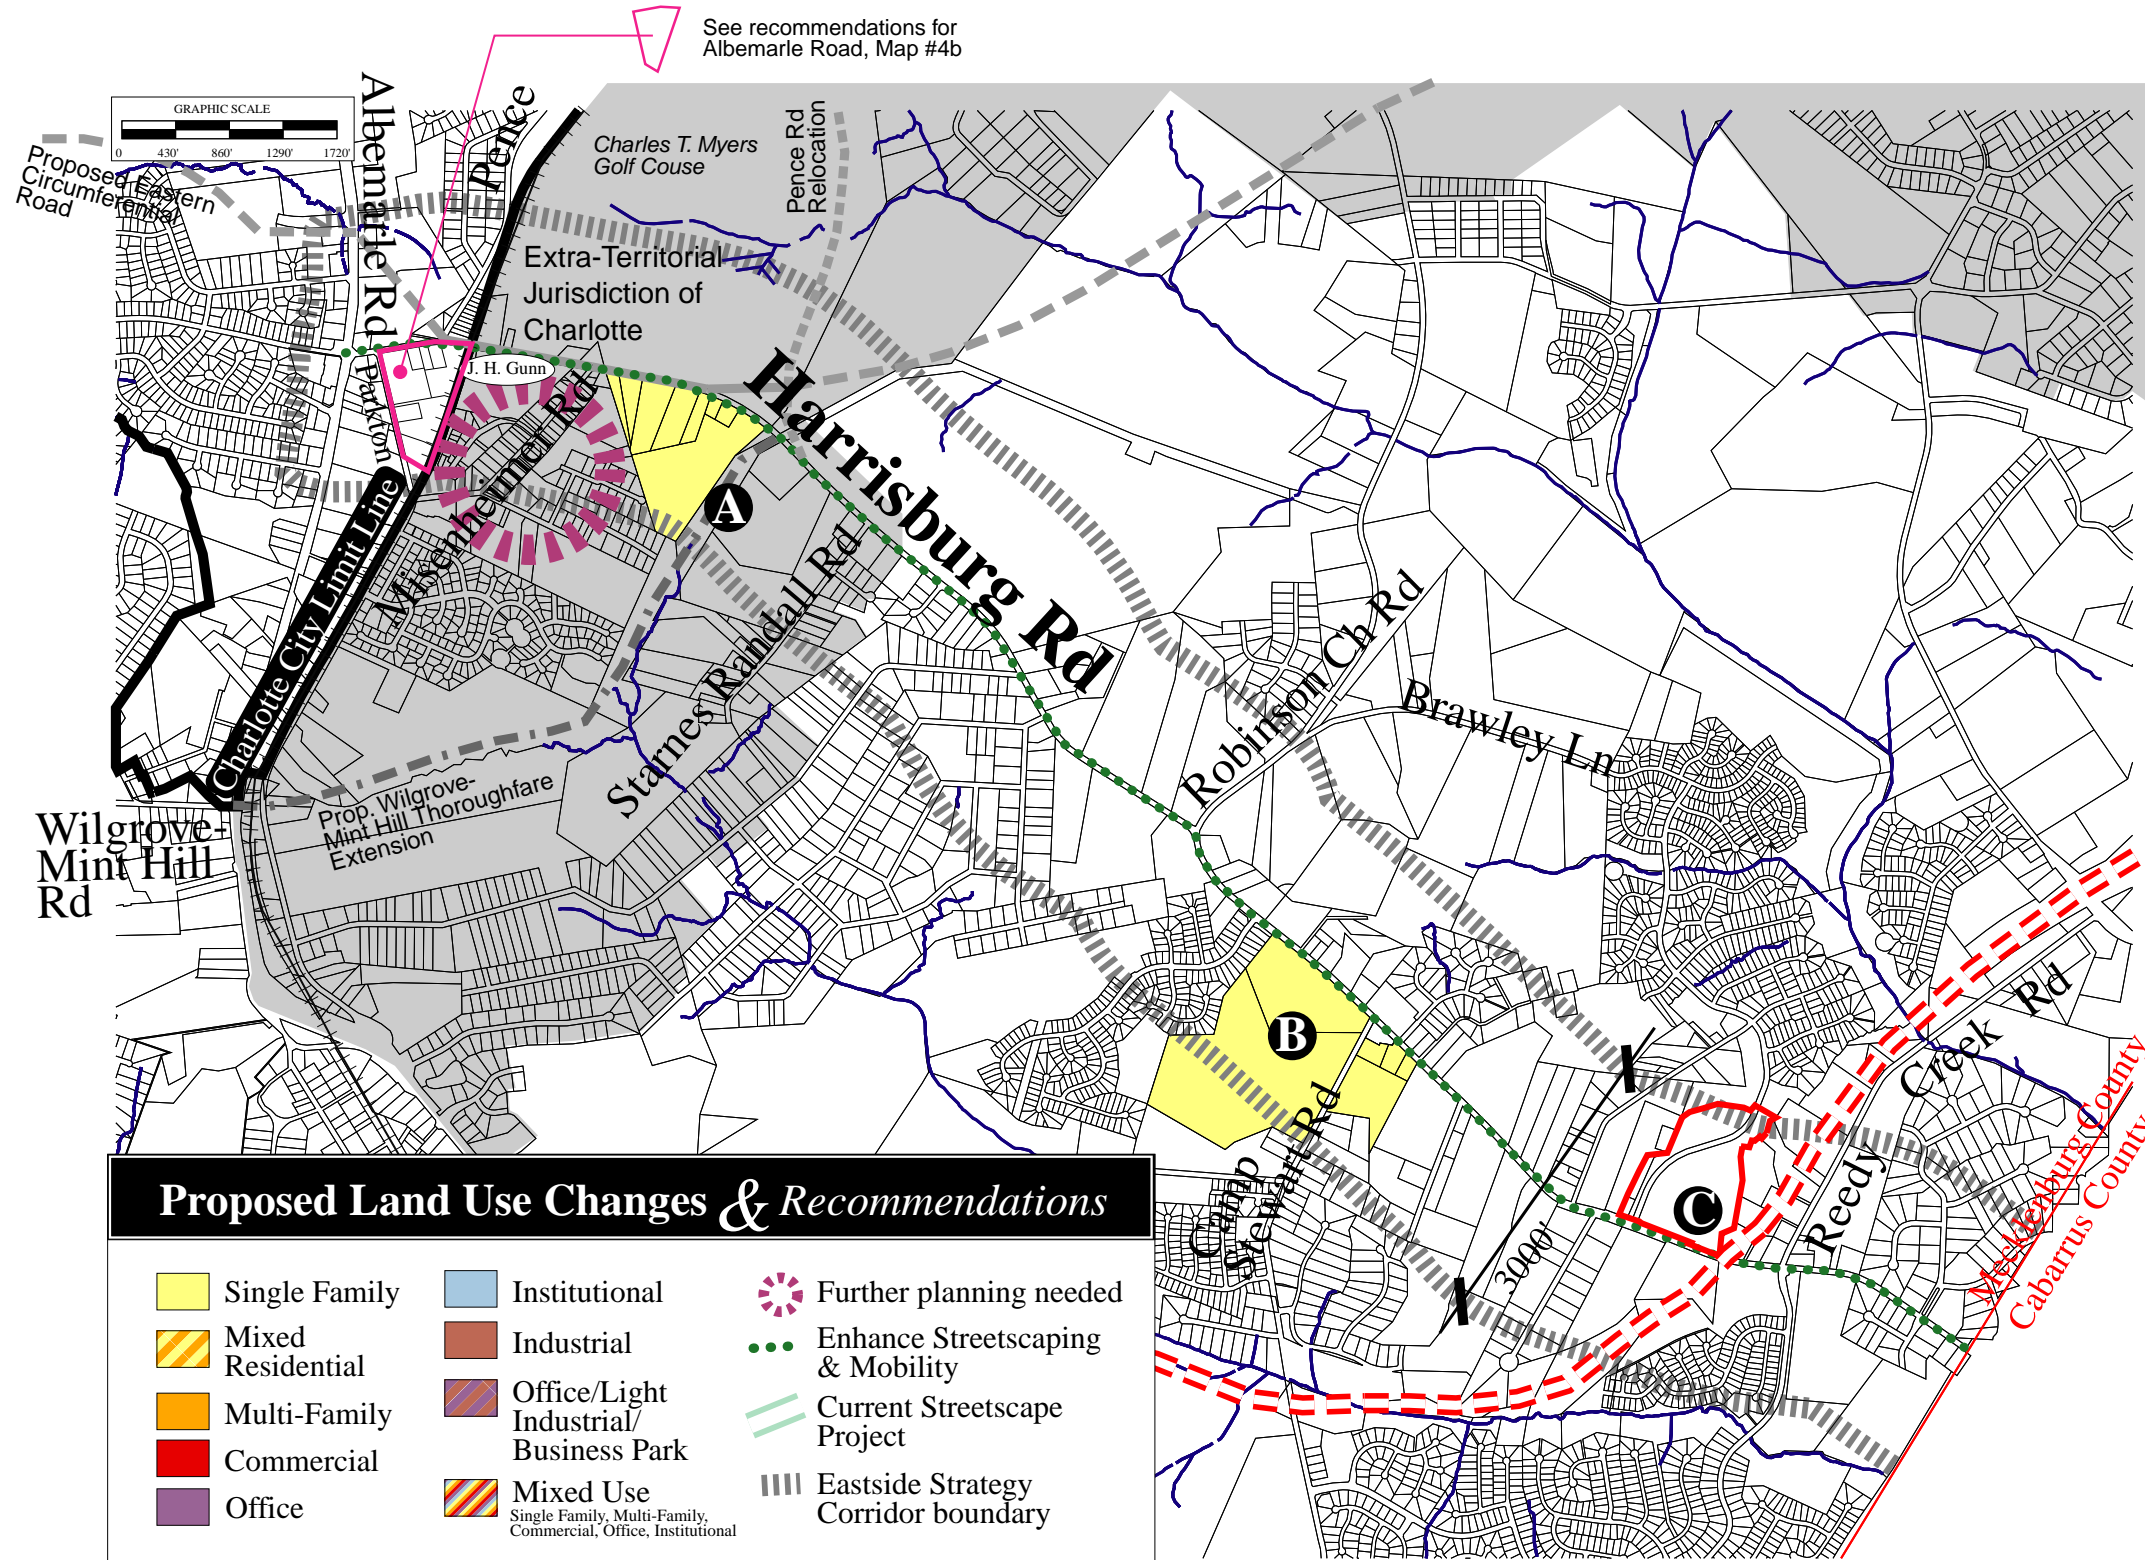 See recommendations for
Albemarle Road, Map #4b
GRAPHIC SCALE
0 430' 860' 1290' 1720'
Albemarle Rd
Pence
Charles T. Myers
Golf Couse
Pence Rd
Relocation
Proposed Eastern
Circumferential
Road
Extra-Territorial
Jurisdiction of
Charlotte
J. H. Gunn
Parkton
Misenheimer Rd
Harrisburg Rd
A
Charlotte City Limit Line
Starnes Randall Rd
Robinson Ch Rd
Brawley Ln
Prop. Wilgrove-
Mint Hill Thoroughfare
Extension
Wilgrove-
Mint Hill
Rd
B
Camp
Stewart Rd
3000'
C
Reedy Creek Rd
Mecklenburg County
Cabarrus County
Proposed Land Use Changes & Recommendations
Single Family
Mixed
Residential
Multi-Family
Commercial
Office
Institutional
Industrial
Office/Light
Industrial/
Business Park
Mixed Use
Single Family, Multi-Family,
Commercial, Office, Institutional
Further planning needed
Enhance Streetscaping
& Mobility
Current Streetscape
Project
Eastside Strategy
Corridor boundary